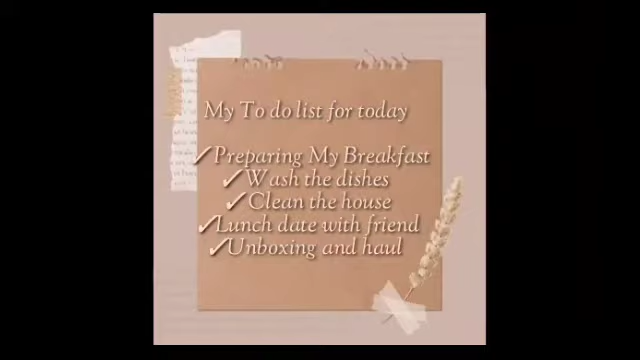 My To do list for today
✓Preparing My Breakfast
✓Wash the dishes
✓Clean the house
✓Lunch date with friend
✓Unboxing and haul